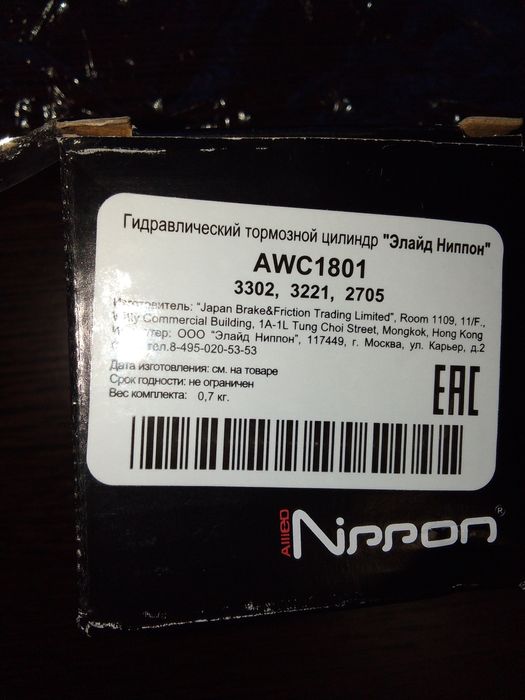 Гидравлический тормозной цилиндр "Элайд Ниппон"
AWC1801
3302, 3221, 2705
Изготовитель: "Japan Brake&Friction Trading Limited", Room 1109, 11/F.,
Commercial Building, 1A-1L Tung Choi Street, Mongkok, Hong Kong
ООО "Элайд Ниппон", 117449, г. Москва, ул. Карьер, д.2
тел.8-495-020-53-53
Дата изготовления: см. на товаре
Срок годности: не ограничен
Вес комплекта: 0,7 кг.
EAC
Allied Nippon®